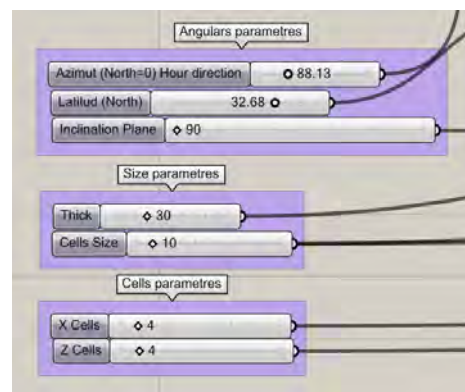 Angulars parametres
Azimut (North=0) Hour direction 88.13
Latilud (North) 32.68
Inclination Plane 90
Size parametres
Thick 30
Cells Size 10
Cells parametres
X Cells 4
Z Cells 4